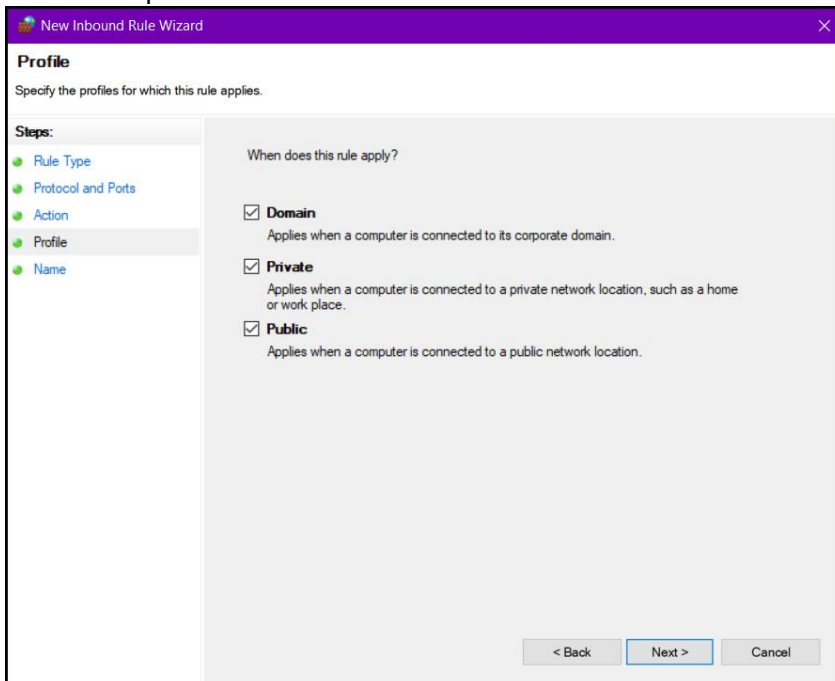 New Inbound Rule Wizard
Profile
Specify the profiles for which this rule applies.
Steps:
Rule Type
Protocol and Ports
Action
Profile
Name
When does this rule apply?
Domain
Applies when a computer is connected to its corporate domain.
Private
Applies when a computer is connected to a private network location, such as a home
or work place.
Public
Applies when a computer is connected to a public network location.
< Back
Next >
Cancel